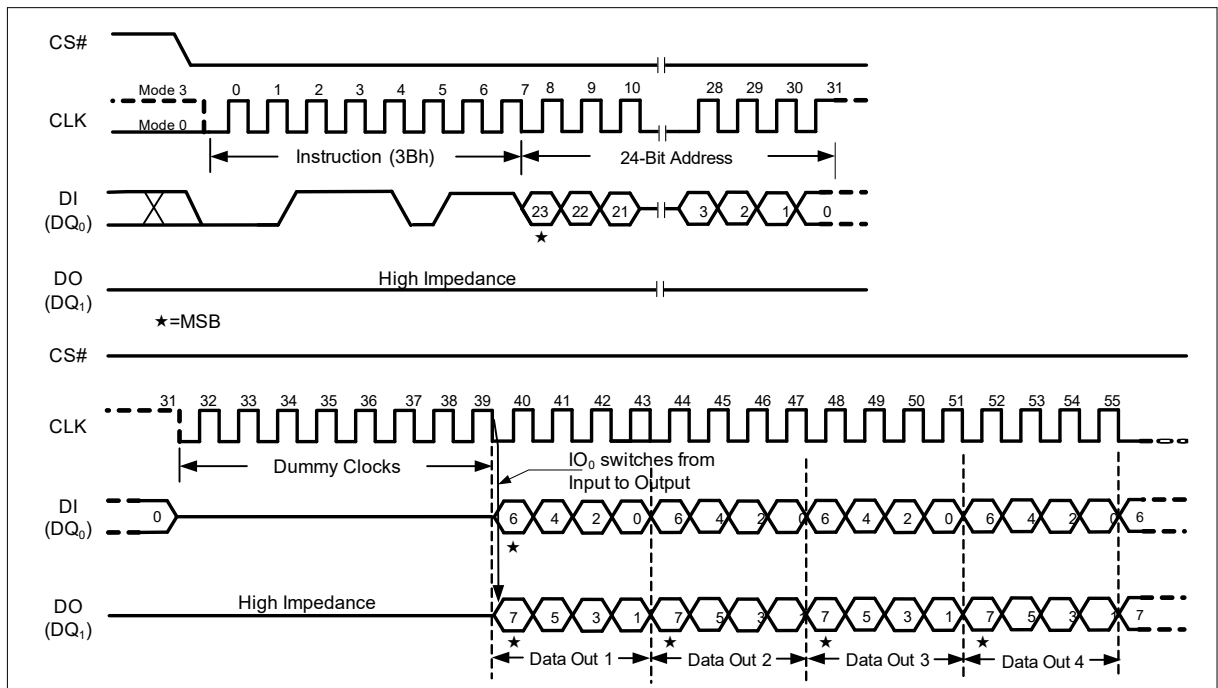 CS#
Mode 3 0 1 2 3 4 5 6 7 8 9 10 28 29 30 31
CLK
Mode 0
Instruction (3Bh) 24-Bit Address
DI
(DQ₀)
23 22 21 3 2 1 0
★
DO
(DQ₁)
High Impedance
★=MSB
CS#
31 32 33 34 35 36 37 38 39 40 41 42 43 44 45 46 47 48 49 50 51 52 53 54 55
CLK
Dummy Clocks
IO₀ switches from
Input to Output
DI
(DQ₀)
0 6 4 2 0 6 4 2 0 6 4 2 0 6 4 2 0 6
★
DO
(DQ₁)
High Impedance
7 5 3 1 7 5 3 1 7 5 3 1 7 5 3 1 7
★ ★ ★ ★
Data Out 1 Data Out 2 Data Out 3 Data Out 4